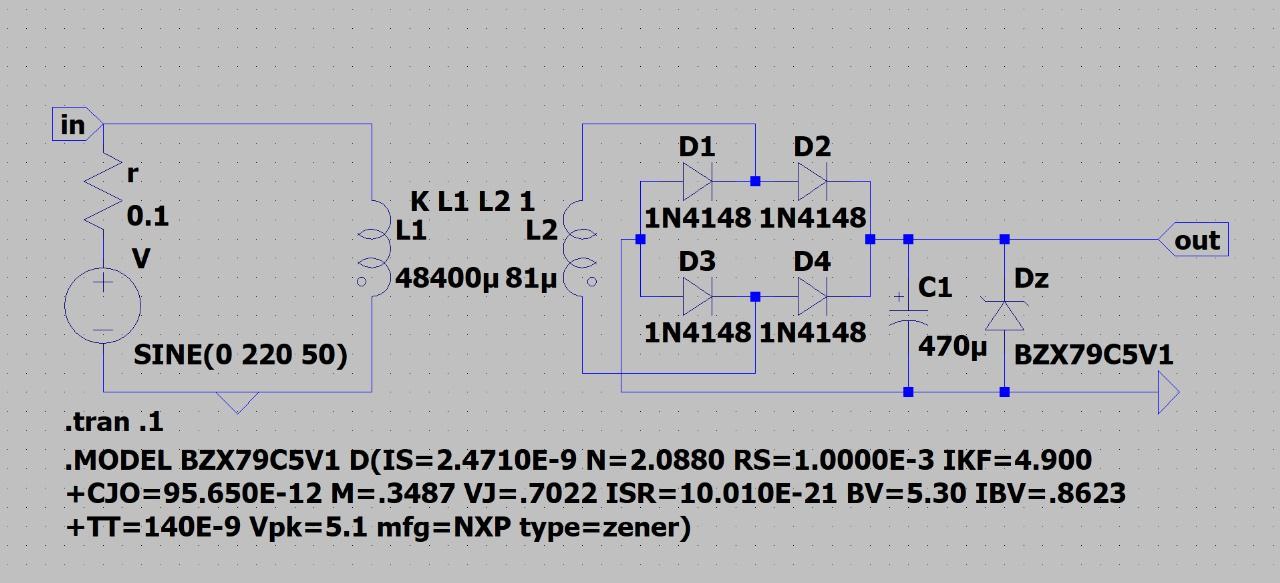 in
r
0.1
V
SINE(0 220 50)
K L1 L2 1
L1
48400µ
L2
81µ
D1
1N4148
D2
1N4148
D3
1N4148
D4
1N4148
C1
470µ
Dz
BZX79C5V1
out
.tran .1
.MODEL BZX79C5V1 D(IS=2.4710E-9 N=2.0880 RS=1.0000E-3 IKF=4.900
+CJO=95.650E-12 M=.3487 VJ=.7022 ISR=10.010E-21 BV=5.30 IBV=.8623
+TT=140E-9 Vpk=5.1 mfg=NXP type=zener)